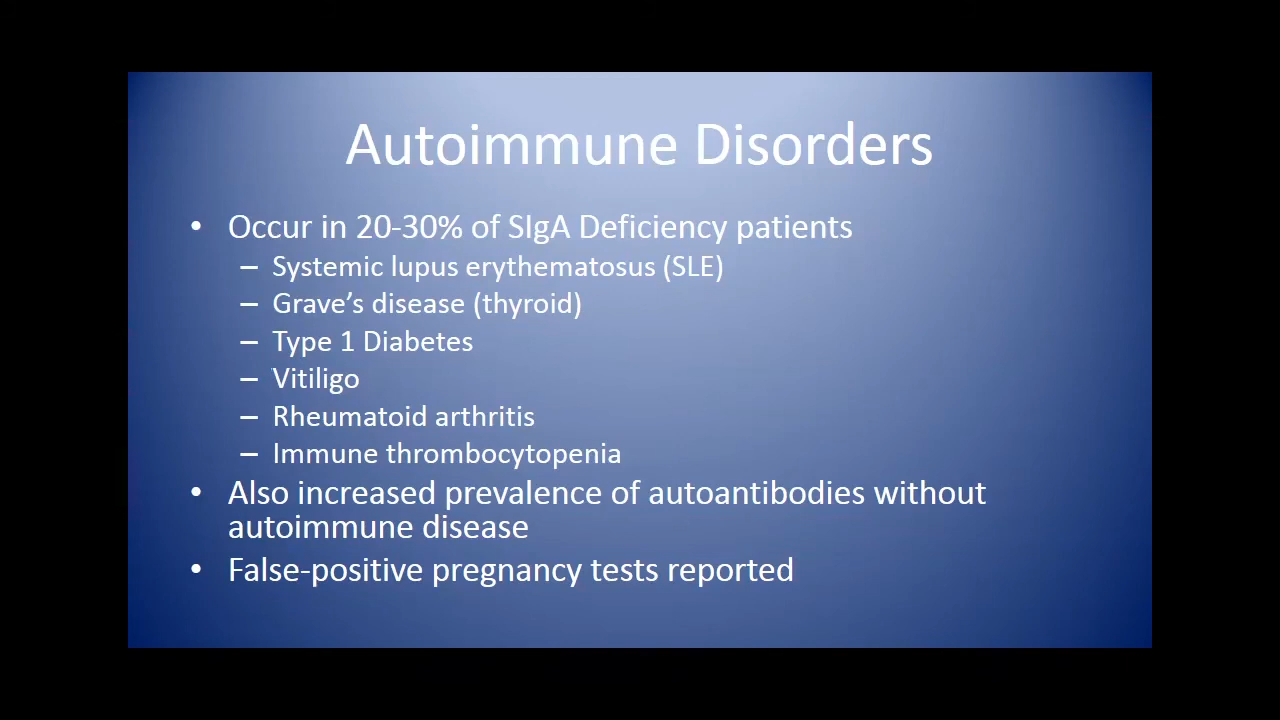 Autoimmune Disorders
• Occur in 20-30% of SIgA Deficiency patients
– Systemic lupus erythematosus (SLE)
– Grave’s disease (thyroid)
– Type 1 Diabetes
– Vitiligo
– Rheumatoid arthritis
– Immune thrombocytopenia
• Also increased prevalence of autoantibodies without
autoimmune disease
• False-positive pregnancy tests reported